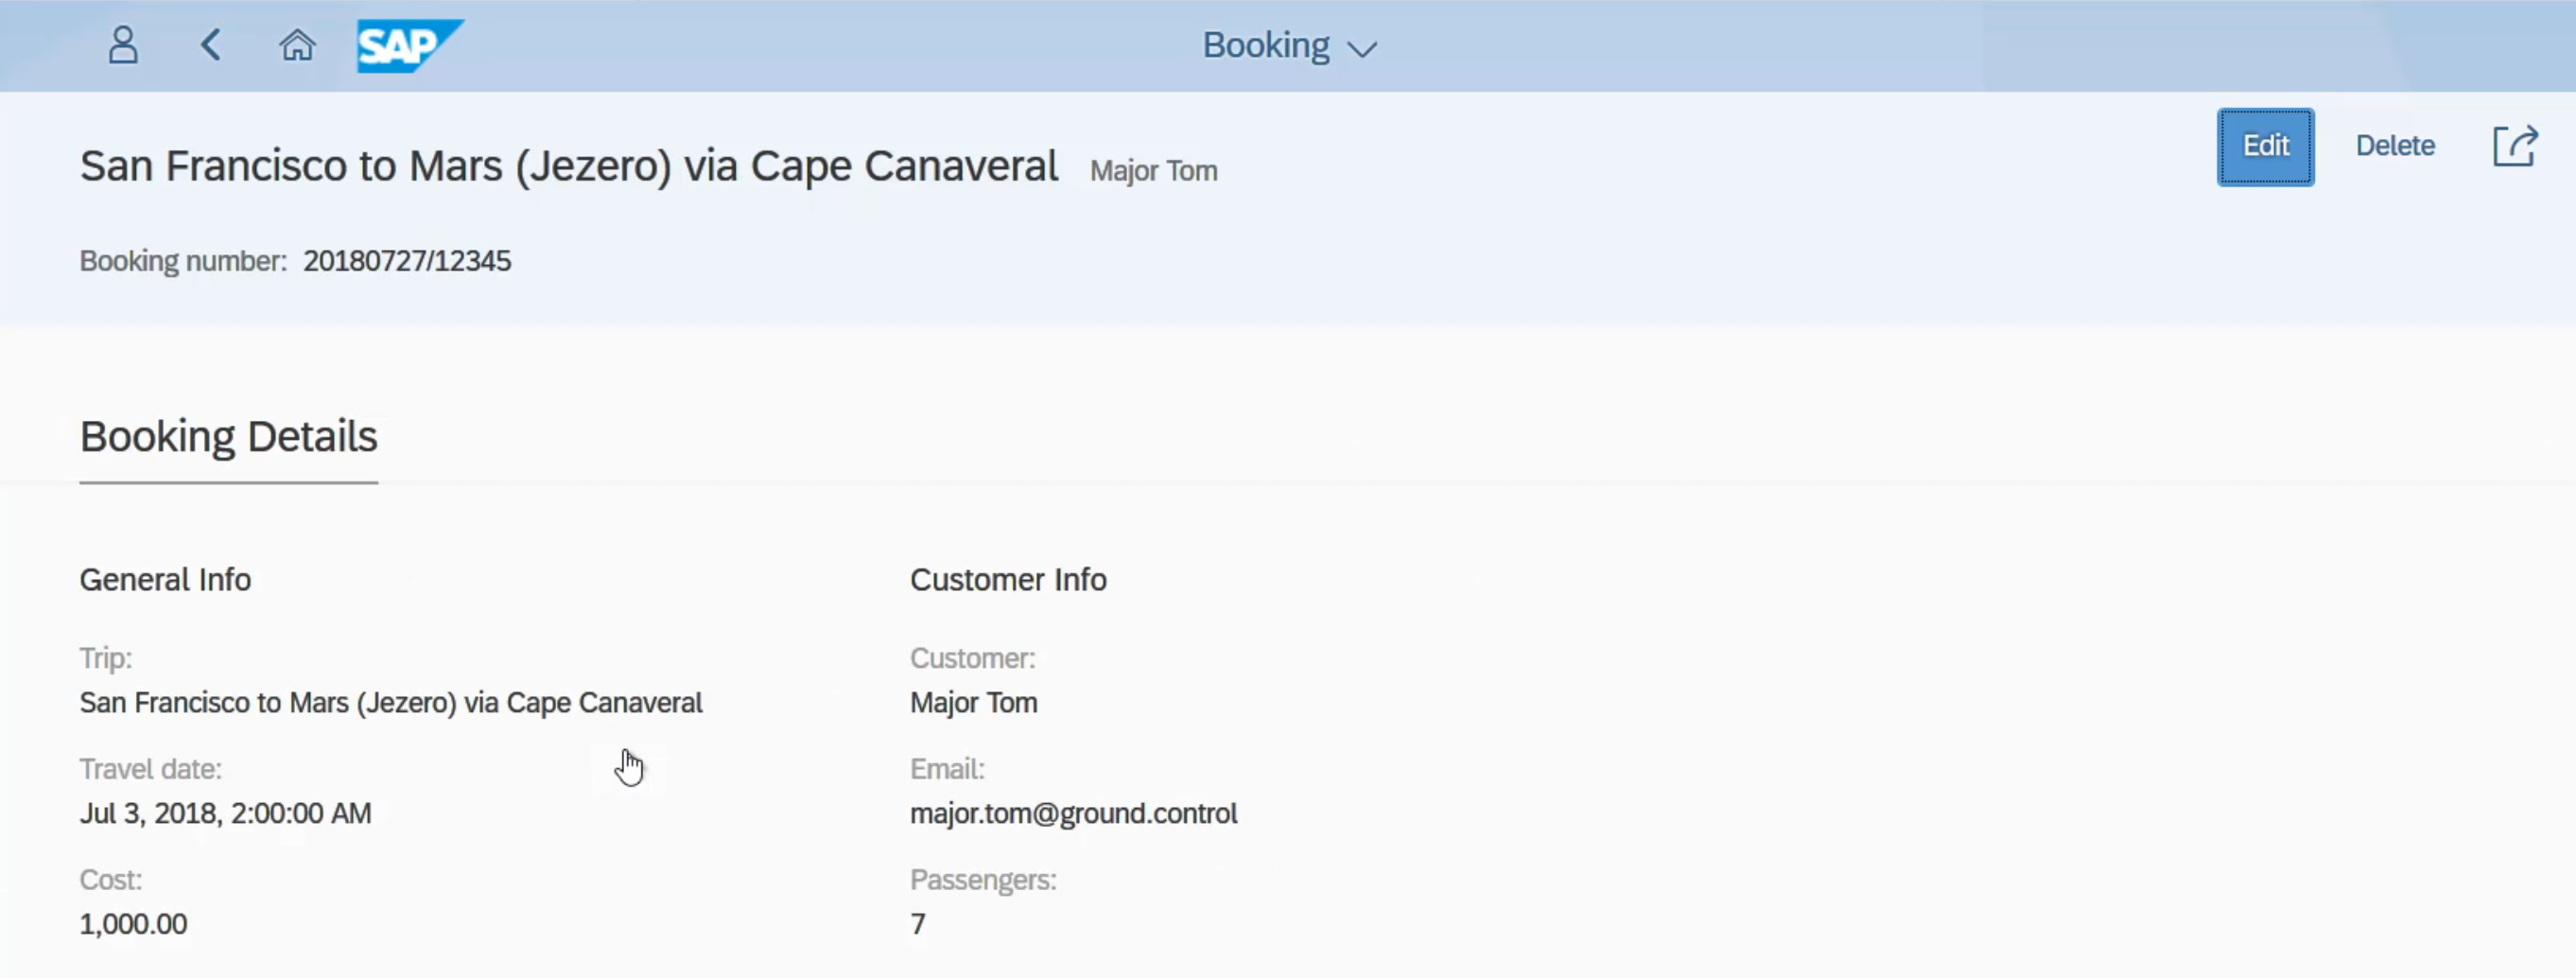 SAP
Booking
San Francisco to Mars (Jezero) via Cape Canaveral Major Tom
Edit Delete
Booking number: 20180727/12345
Booking Details
General Info
Trip:
San Francisco to Mars (Jezero) via Cape Canaveral
Travel date:
Jul 3, 2018, 2:00:00 AM
Cost:
1,000.00
Customer Info
Customer:
Major Tom
Email:
major.tom@ground.control
Passengers:
7